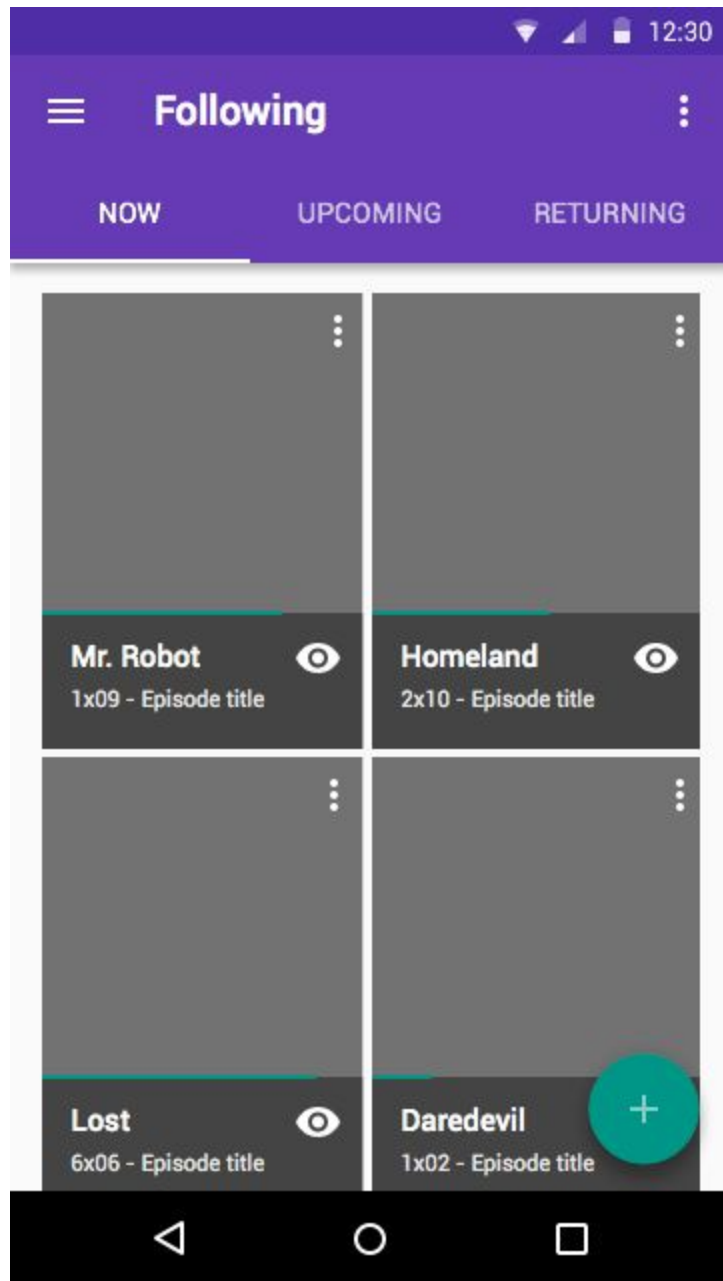 12:30
Following
NOW UPCOMING RETURNING
Mr. Robot
1x09 - Episode title
Homeland
2x10 - Episode title
Lost
6x06 - Episode title
Daredevil
1x02 - Episode title